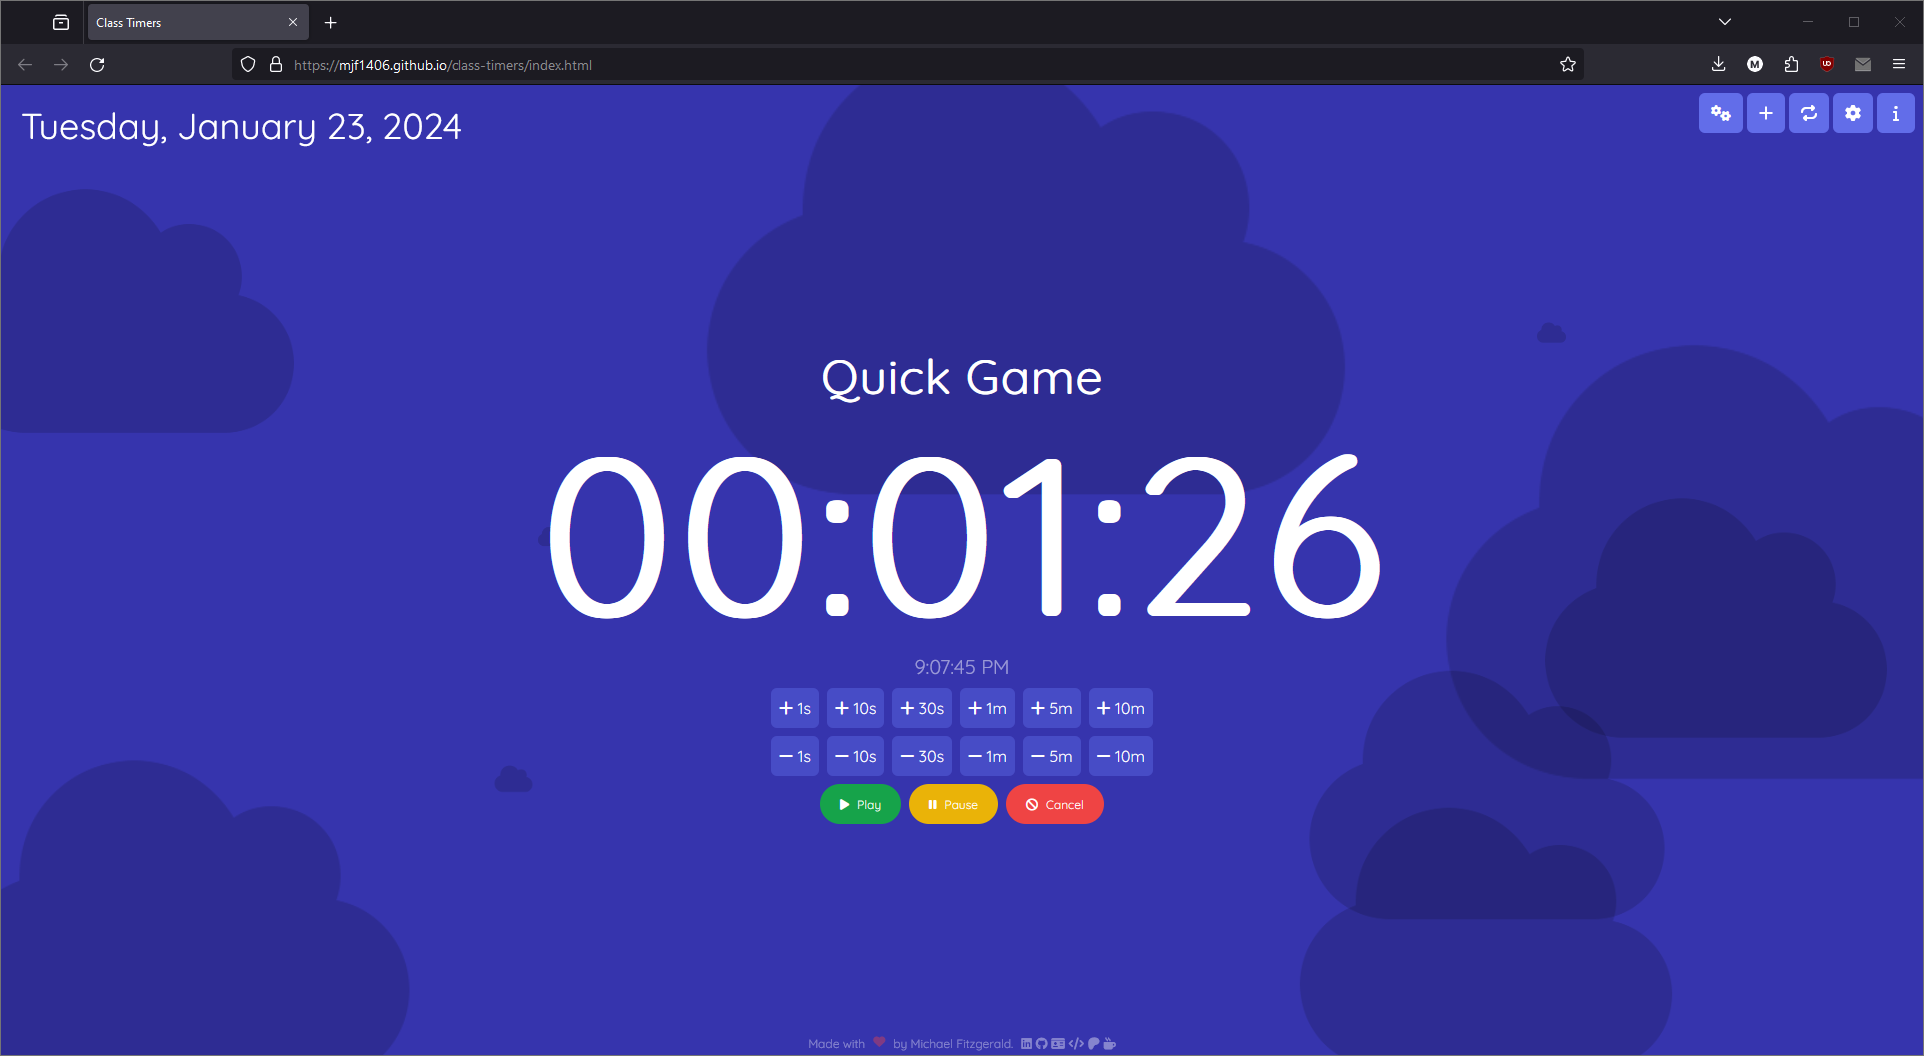 Class Timers
https://mjf1406.github.io/class-timers/index.html
M
UD
Tuesday, January 23, 2024
i
Quick Game
00:01:26
9:07:45 PM
+ 1s + 10s + 30s + 1m + 5m + 10m
− 1s − 10s − 30s − 1m − 5m − 10m
Play Pause Cancel
Made with ❤ by Michael Fitzgerald.